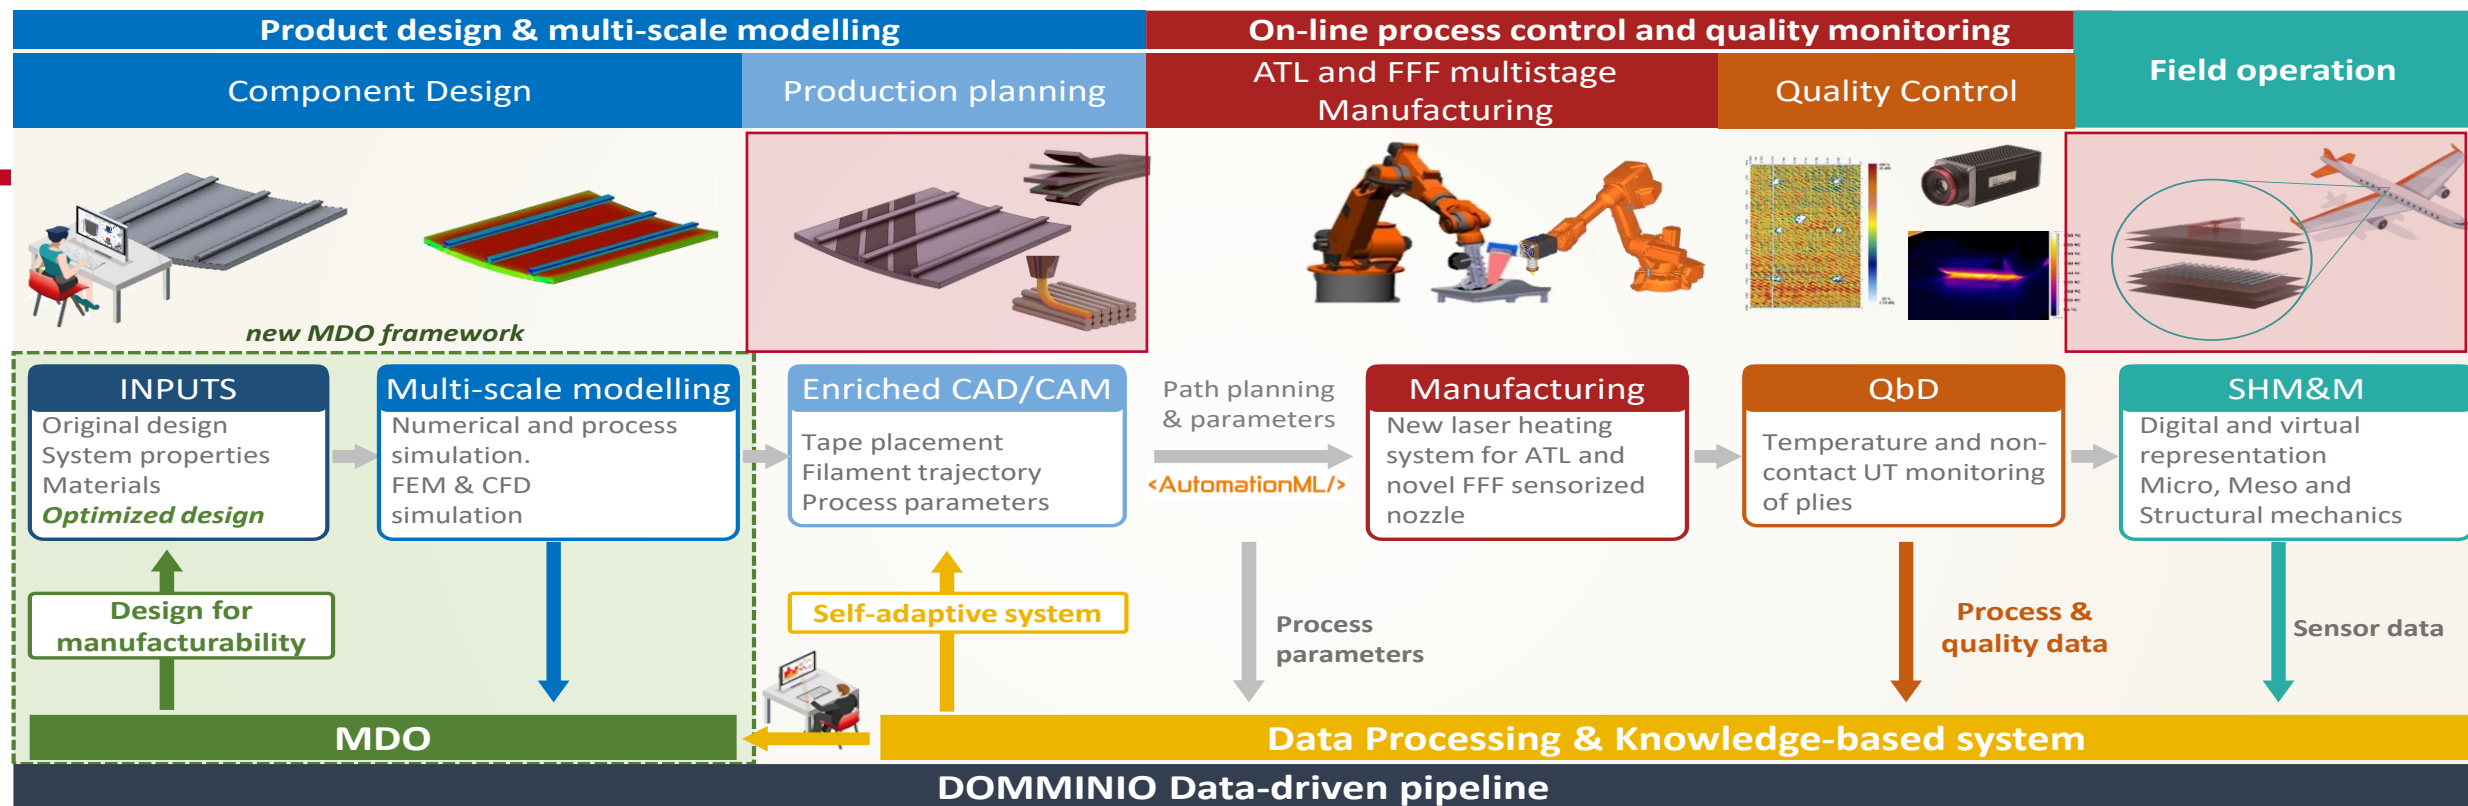 Product design & multi-scale modelling
On-line process control and quality monitoring
Field operation
Component Design
Production planning
ATL and FFF multistage
Manufacturing
Quality Control
new MDO framework
INPUTS
Original design
System properties
Materials
Optimized design
Multi-scale modelling
Numerical and process
simulation.
FEM & CFD
simulation
Enriched CAD/CAM
Tape placement
Filament trajectory
Process parameters
Path planning
& parameters
<AutomationML/>
Manufacturing
New laser heating
system for ATL and
novel FFF sensorized
nozzle
QbD
Temperature and non-
contact UT monitoring
of plies
SHM&M
Digital and virtual
representation
Micro, Meso and
Structural mechanics
Design for
manufacturability
Self-adaptive system
Process
parameters
Process &
quality data
Sensor data
MDO
Data Processing & Knowledge-based system
DOMMINIO Data-driven pipeline